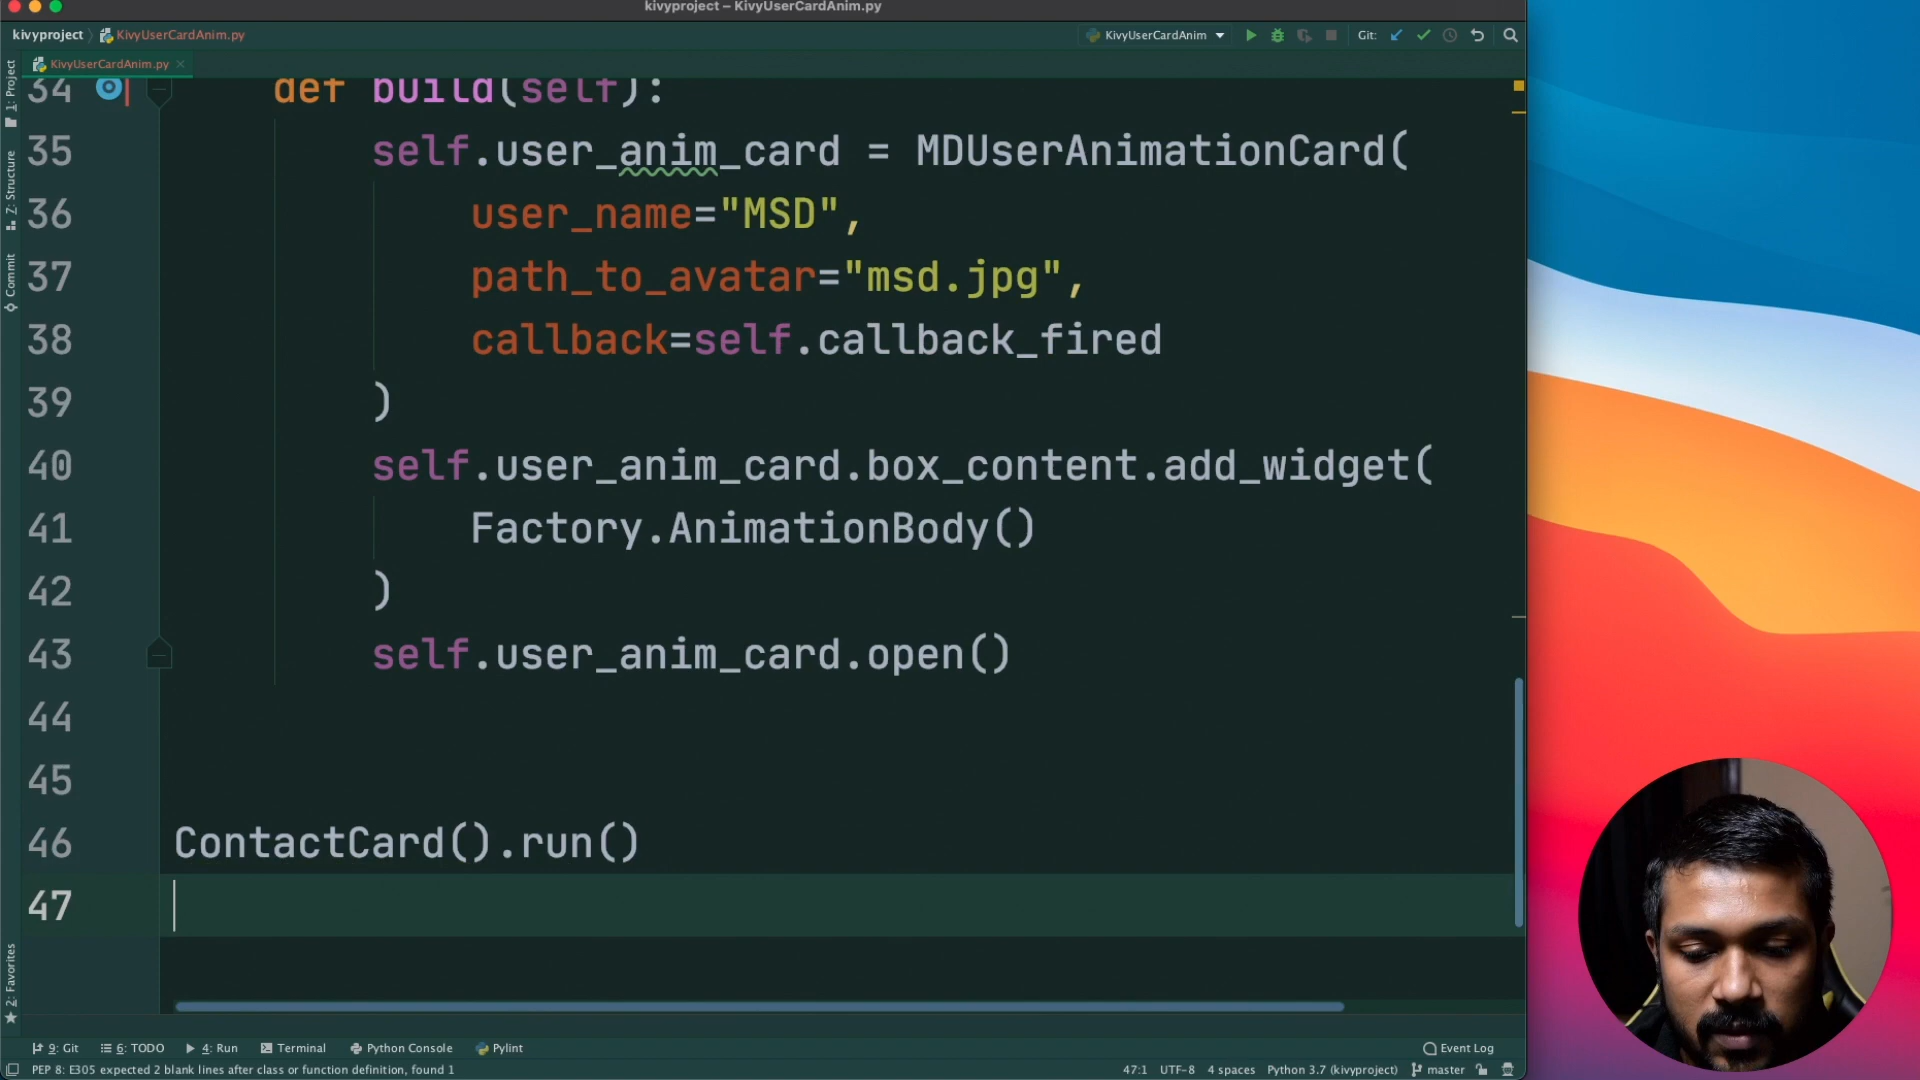 kivyproject – KivyUserCardAnim.py
kivyproject
KivyUserCardAnim.py
KivyUserCardAnim
Git:
KivyUserCardAnim.py
1: Project
Z: Structure
Commit
2: Favorites
34 def build(self):
35 self.user_anim_card = MDUserAnimationCard(
36 user_name="MSD",
37 path_to_avatar="msd.jpg",
38 callback=self.callback_fired
39 )
40 self.user_anim_card.box_content.add_widget(
41 Factory.AnimationBody()
42 )
43 self.user_anim_card.open()
44
45
46 ContactCard().run()
47
9: Git 6: TODO 4: Run Terminal Python Console Pylint Event Log
PEP 8: E305 expected 2 blank lines after class or function definition, found 1 47:1 UTF-8 4 spaces Python 3.7 (kivyproject) master